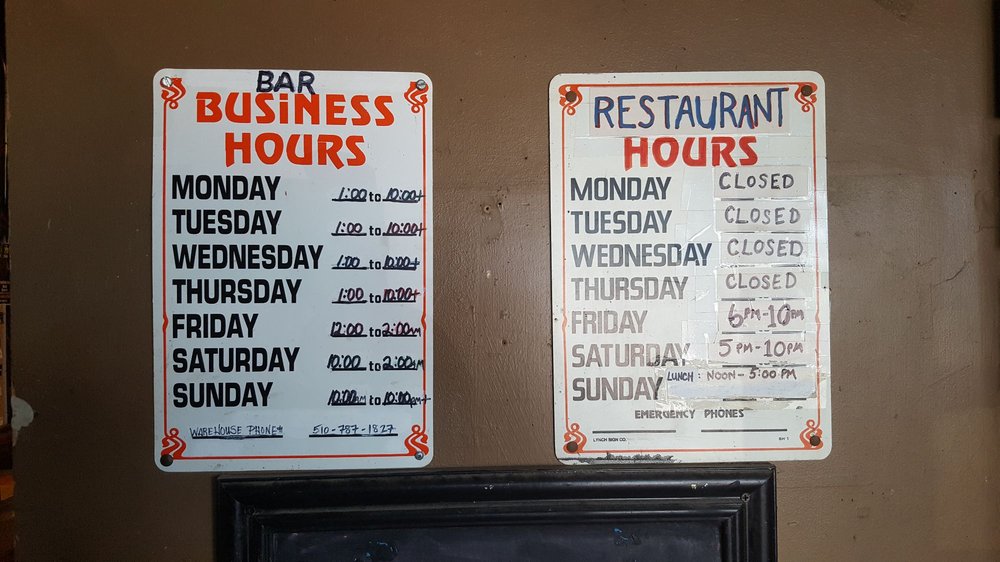 BAR
BUSiNESS
HOURS
MONDAY 1:00 to 10:00+
TUESDAY 1:00 to 10:00+
WEDNESDAY 1:00 to 10:00+
THURSDAY 1:00 to 10:00+
FRIDAY 12:00 to 2:00AM
SATURDAY 10:00 to 2:00AM
SUNDAY 10:00AM to 10:00PM+
WAREHOUSE PHONE# 510-787-1827
RESTAURANT
HOURS
MONDAY CLOSED
TUESDAY CLOSED
WEDNESDAY CLOSED
THURSDAY CLOSED
FRIDAY 6PM-10PM
SATURDAY 5PM-10PM
SUNDAY LUNCH: NOON-5:00PM
EMERGENCY PHONES
LYNCH SIGN CO.